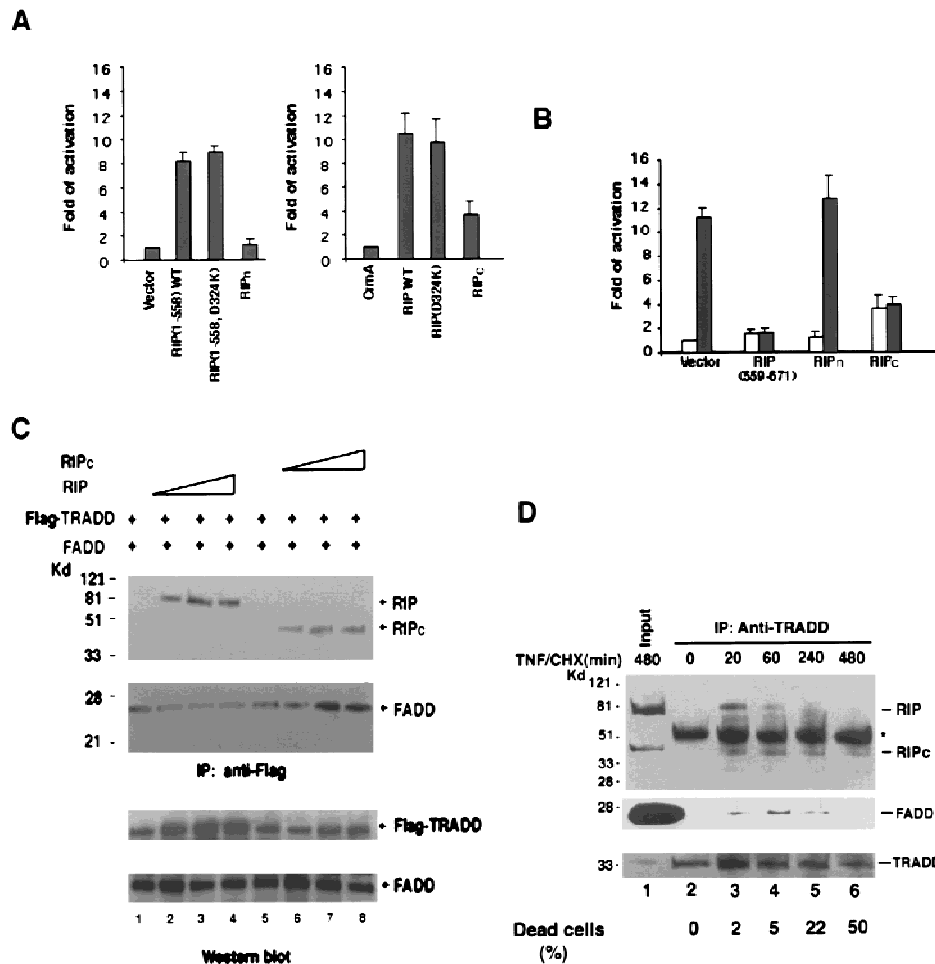 A
16
14
12
10
8
6
4
2
0
Fold of activation
Vector
RIP(1-558) WT
RIP(1-558, D324K)
RIPn
16
14
12
10
8
6
4
2
0
Fold of activation
CrmA
RIP WT
RIP(D324K)
RIPc
B
16
14
12
10
8
6
4
2
0
Fold of activation
Vector
RIP
(559-671)
RIPn
RIPc
C
RIPc
RIP
Flag-TRADD + + + + + + + +
FADD + + + + + + + +
Kd
121 -
81 -
51 -
33 -
RIP
RIPc
28 -
21 -
FADD
IP: anti-Flag
Flag-TRADD
FADD
1 2 3 4 5 6 7 8
Western blot
D
Input
IP: Anti-TRADD
TNF/CHX(min) 480 0 20 60 240 480
Kd
121 -
81 -
51 -
33 -
28 -
RIP
*
RIPc
28 -
FADD
33 -
TRADD
1 2 3 4 5 6
Dead cells 0 2 5 22 50
(%)